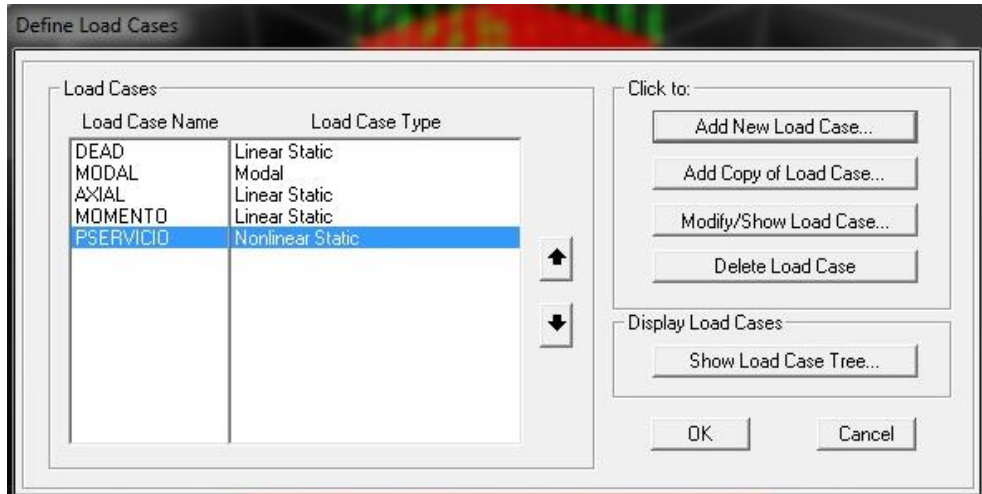 Define Load Cases
Load Cases
Load Case Name Load Case Type
DEAD Linear Static
MODAL Modal
AXIAL Linear Static
MOMENTO Linear Static
PSERVICIO Nonlinear Static
Click to:
Add New Load Case...
Add Copy of Load Case...
Modify/Show Load Case...
Delete Load Case
Display Load Cases
Show Load Case Tree...
OK Cancel